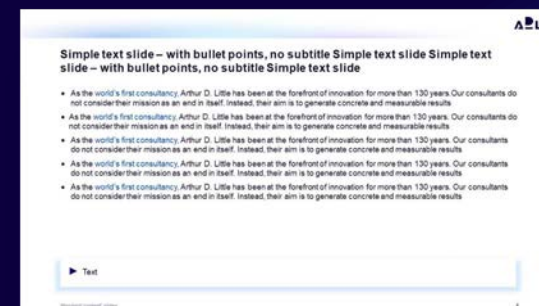 ADL
Simple text slide – with bullet points, no subtitle Simple text slide Simple text
slide – with bullet points, no subtitle Simple text slide
• As the world's first consultancy, Arthur D. Little has been at the forefront of innovation for more than 130 years. Our consultants do
not consider their mission as an end in itself. Instead, their aim is to generate concrete and measurable results
• As the world's first consultancy, Arthur D. Little has been at the forefront of innovation for more than 130 years. Our consultants do
not consider their mission as an end in itself. Instead, their aim is to generate concrete and measurable results
• As the world's first consultancy, Arthur D. Little has been at the forefront of innovation for more than 130 years. Our consultants
do not consider their mission as an end in itself. Instead, their aim is to generate concrete and measurable results
• As the world's first consultancy, Arthur D. Little has been at the forefront of innovation for more than 130 years. Our consultants
do not consider their mission as an end in itself. Instead, their aim is to generate concrete and measurable results
• As the world's first consultancy, Arthur D. Little has been at the forefront of innovation for more than 130 years. Our consultants
do not consider their mission as an end in itself. Instead, their aim is to generate concrete and measurable results
► Text